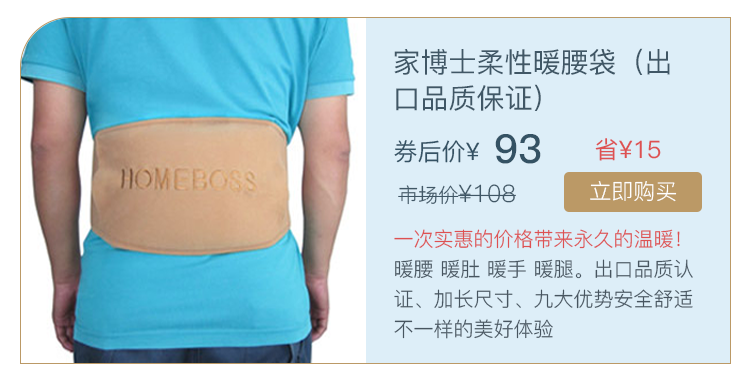 HOMEBOSS
家博士柔性暖腰袋（出
口品质保证）
券后价¥ 93 省¥15
市场价¥108 立即购买
一次实惠的价格带来永久的温暖！
暖腰 暖肚 暖手 暖腿。出口品质认
证、加长尺寸、九大优势安全舒适
不一样的美好体验